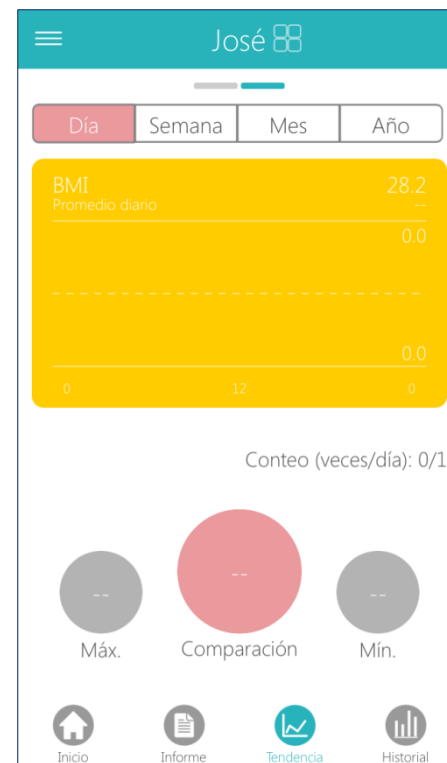 José
Día Semana Mes Año
BMI 28.2
Promedio diario --
0.0
0.0
0 12 0
Conteo (veces/día): 0/1
-- -- --
Máx. Comparación Mín.
Inicio Informe Tendencia Historial